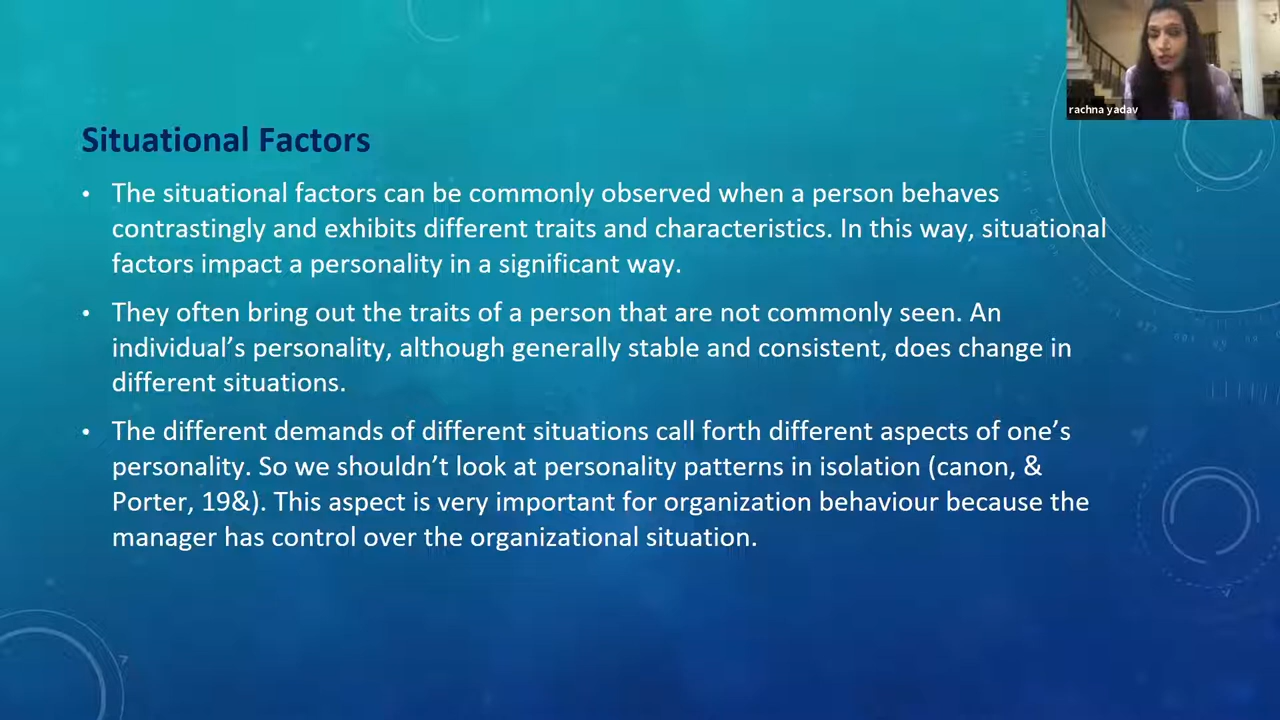 rachna yadav
Situational Factors
• The situational factors can be commonly observed when a person behaves
contrastingly and exhibits different traits and characteristics. In this way, situational
factors impact a personality in a significant way.
• They often bring out the traits of a person that are not commonly seen. An
individual’s personality, although generally stable and consistent, does change in
different situations.
• The different demands of different situations call forth different aspects of one’s
personality. So we shouldn’t look at personality patterns in isolation (canon, &
Porter, 19&). This aspect is very important for organization behaviour because the
manager has control over the organizational situation.